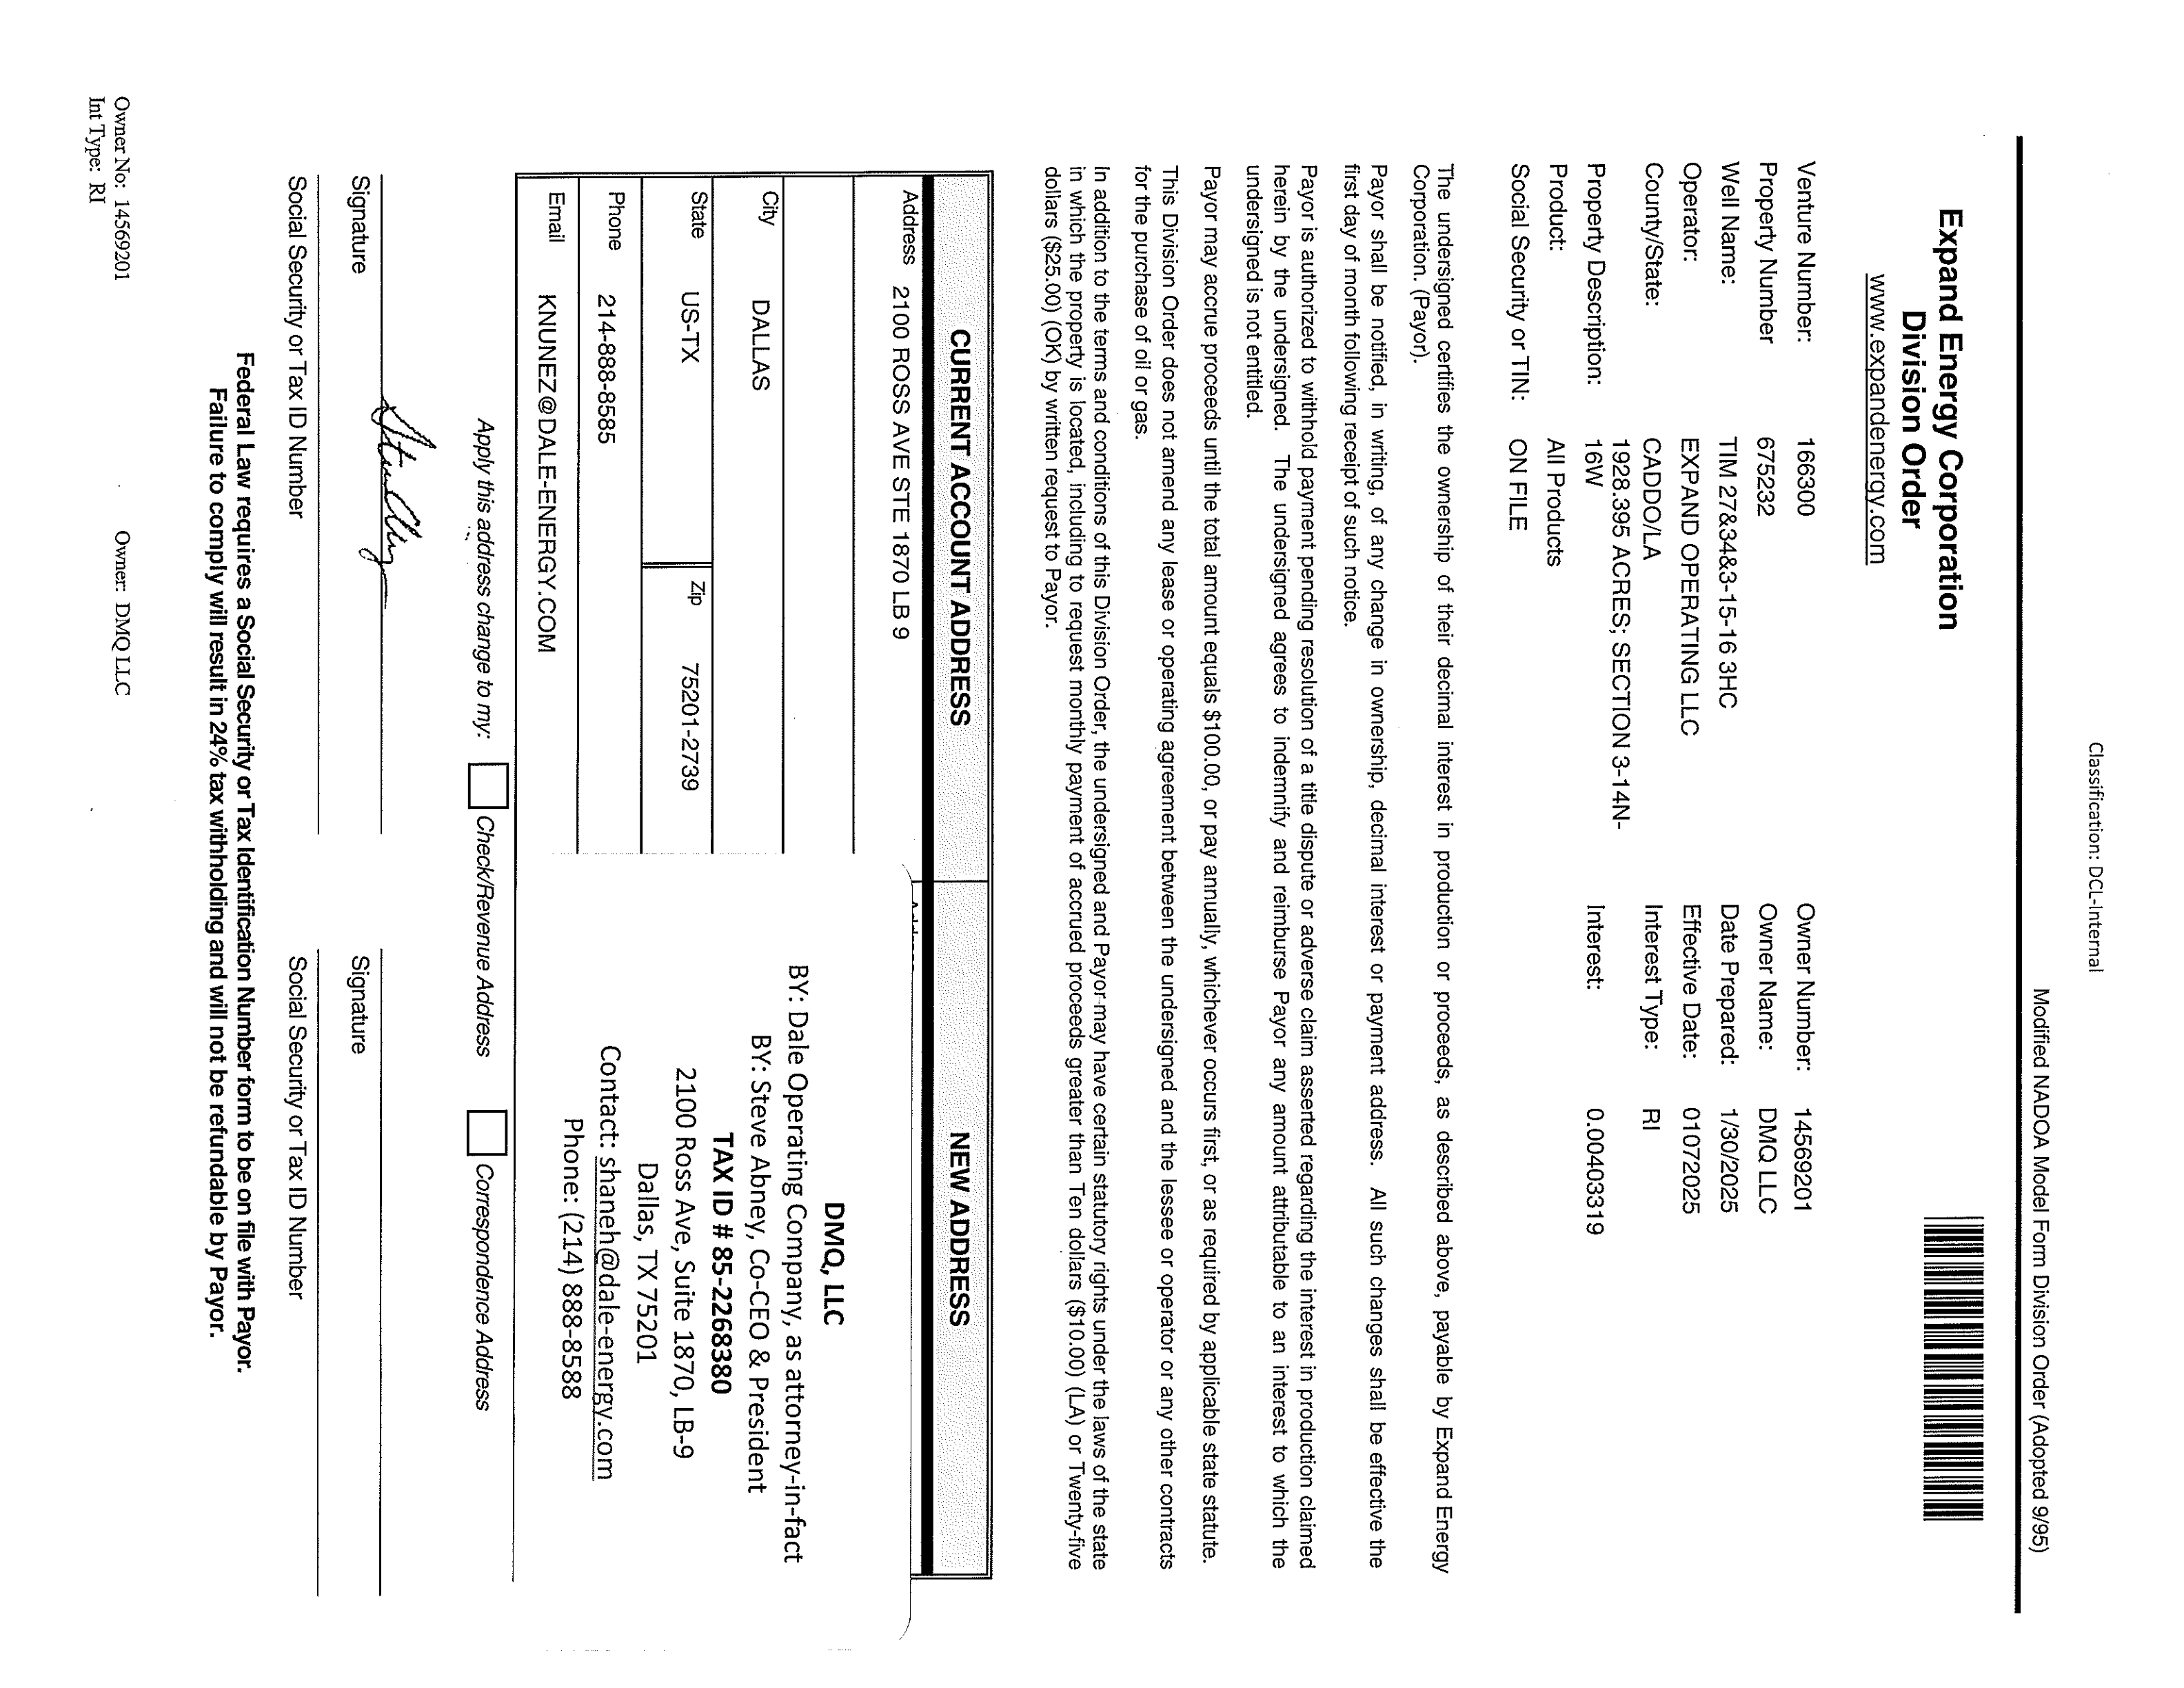 Classification: DCL-Internal
Modified NADOA Model Form Division Order (Adopted 9/95)
Expand Energy Corporation
Division Order
www.expandenergy.com
Venture Number: 166300 Owner Number: 14569201
Property Number 675232 Owner Name: DMQ LLC
Well Name: TIM 27&34&3-15-16 3HC Date Prepared: 1/30/2025
Operator: EXPAND OPERATING LLC Effective Date: 01072025
County/State: CADDO/LA Interest Type: RI
Property Description: 1928.395 ACRES; SECTION 3-14N-
16W Interest: 0.00403319
Product: All Products
Social Security or TIN: ON FILE
The undersigned certifies the ownership of their decimal interest in production or proceeds, as described above, payable by Expand Energy
Corporation. (Payor).
Payor shall be notified, in writing, of any change in ownership, decimal interest or payment address. All such changes shall be effective the
first day of month following receipt of such notice.
Payor is authorized to withhold payment pending resolution of a title dispute or adverse claim asserted regarding the interest in production claimed
herein by the undersigned. The undersigned agrees to indemnify and reimburse Payor any amount attributable to an interest to which the
undersigned is not entitled.
Payor may accrue proceeds until the total amount equals $100.00, or pay annually, whichever occurs first, or as required by applicable state statute.
This Division Order does not amend any lease or operating agreement between the undersigned and the lessee or operator or any other contracts
for the purchase of oil or gas.
In addition to the terms and conditions of this Division Order, the undersigned and Payor may have certain statutory rights under the laws of the state
in which the property is located, including to request monthly payment of accrued proceeds greater than Ten dollars ($10.00) (LA) or Twenty-five
dollars ($25.00) (OK) by written request to Payor.
CURRENT ACCOUNT ADDRESS NEW ADDRESS
Address 2100 ROSS AVE STE 1870 LB 9
City DALLAS
State US-TX Zip 75201-2739
Phone 214-888-8585
Email KNUNEZ@DALE-ENERGY.COM
DMQ, LLC
BY: Dale Operating Company, as attorney-in-fact
BY: Steve Abney, Co-CEO & President
TAX ID # 85-2268380
2100 Ross Ave, Suite 1870, LB-9
Dallas, TX 75201
Contact: shaneh@dale-energy.com
Phone: (214) 888-8588
Apply this address change to my: Check/Revenue Address Correspondence Address
Signature Signature
Social Security or Tax ID Number Social Security or Tax ID Number
Federal Law requires a Social Security or Tax Identification Number form to be on file with Payor.
Failure to comply will result in 24% tax withholding and will not be refundable by Payor.
Owner No: 14569201 Owner: DMQ LLC
Int Type: RI